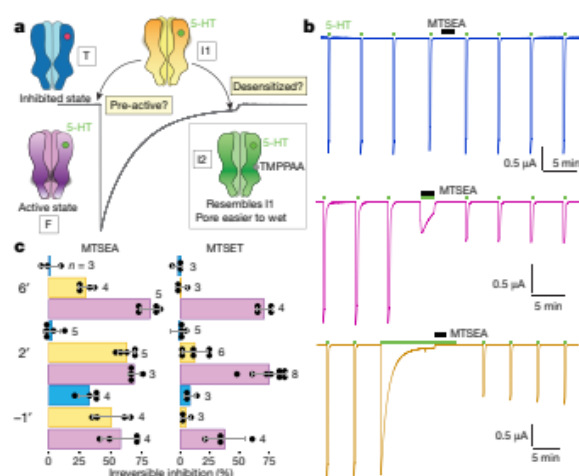 a
5-HT
T
I1
Inhibited state
Desensitized?
Pre-active?
5-HT
5-HT
I2
TMPPAA
Active state
Resembles I1
Pore easier to wet
F
b
5-HT
MTSEA
0.5 µA
5 min
MTSEA
0.5 µA
5 min
MTSEA
0.5 µA
5 min
c
MTSEA
MTSET
n = 3
3
6′
4
3
5
4
5
5
2′
5
6
3
8
4
3
−1′
4
3
4
4
0 25 50 75
0 25 50 75
Irreversible inhibition (%)